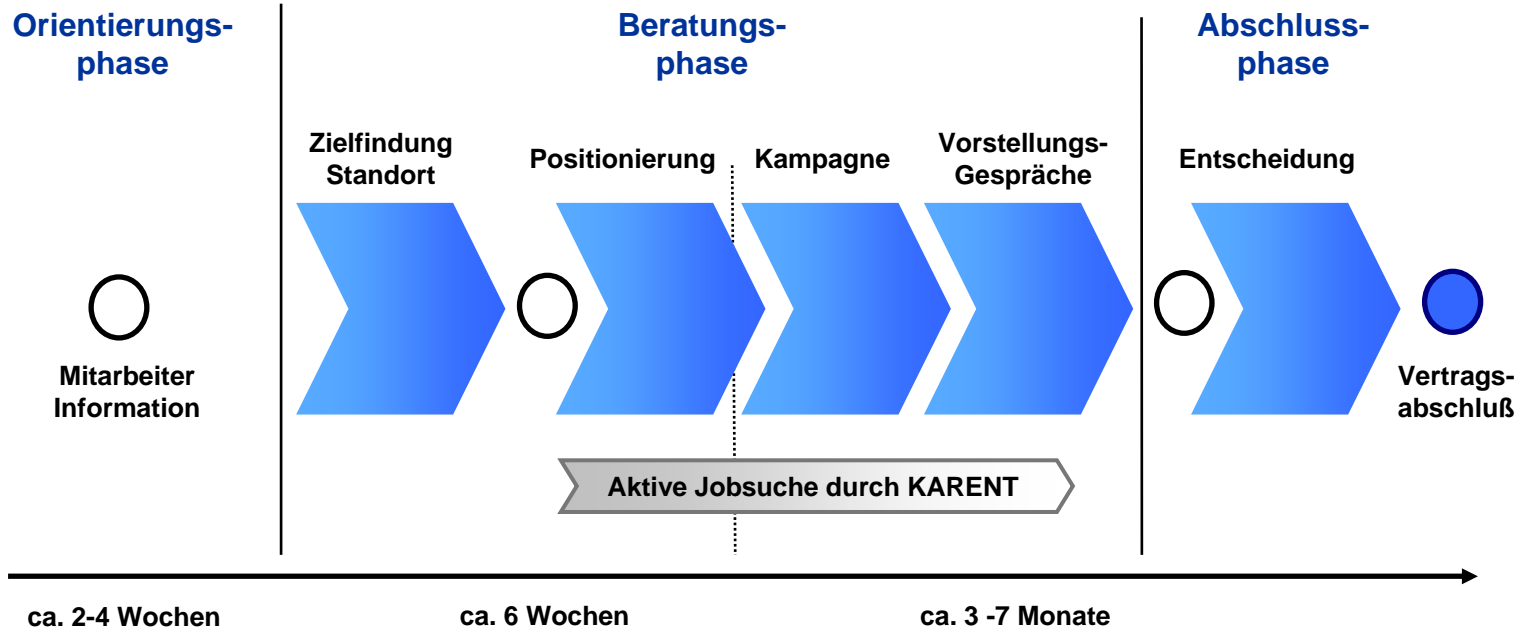 Orientierungs-
phase
Beratungs-
phase
Abschluss-
phase
Zielfindung
Standort
Positionierung
Kampagne
Vorstellungs-
Gespräche
Entscheidung
Mitarbeiter
Information
Vertrags-
abschluß
Aktive Jobsuche durch KARENT
ca. 2-4 Wochen
ca. 6 Wochen
ca. 3 -7 Monate